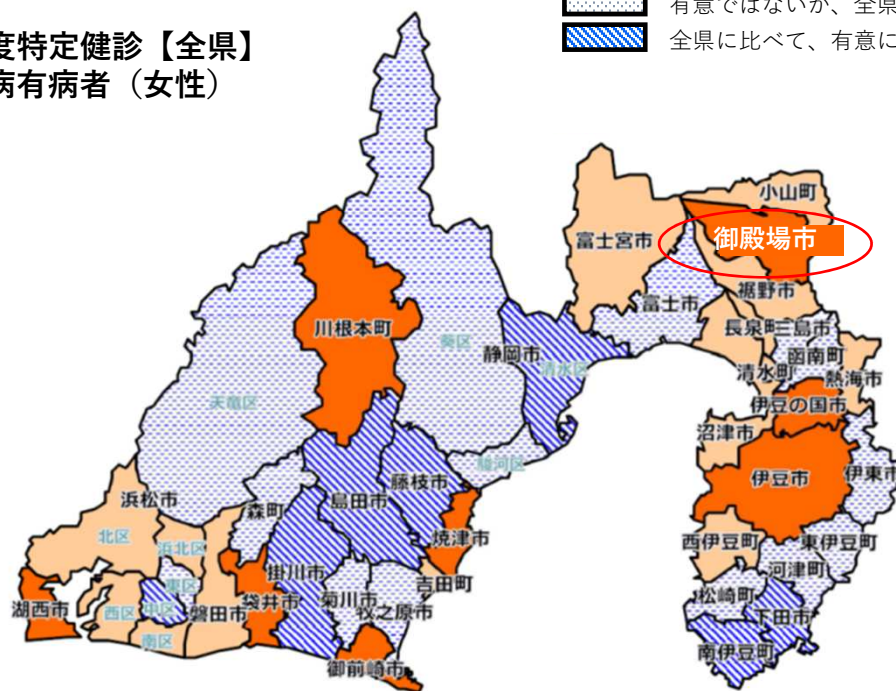 有意ではないが、全県
度特定健診【全県】
全県に比べて、有意に
病有病者（女性）
小山町
富士宮市
御殿場市
裾野市
富士市
川根本町
長泉町
三島市
葵区
静岡市
函南町
清水区
清水町
熱海市
伊豆の国市
天竜区
沼津市
駿河区
藤枝市
伊豆市
伊東市
浜松市
島田市
森町
北区
焼津市
西伊豆町
東伊豆町
浜北区
掛川市
河津町
東区
吉田町
菊川市
松崎町
湖西市
西区
中区
磐田市
袋井市
牧之原市
下田市
南区
南伊豆町
御前崎市